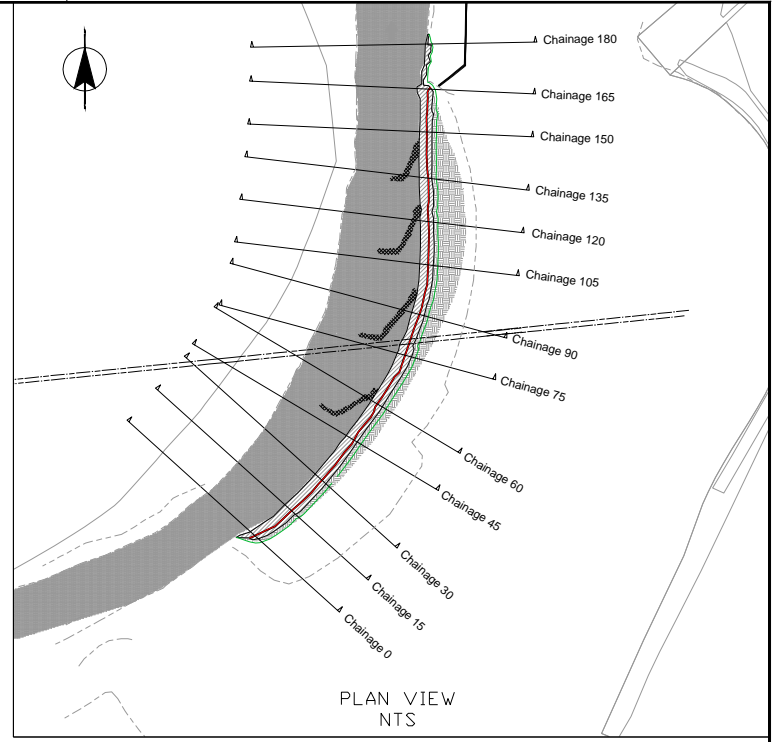 Chainage 180
Chainage 165
Chainage 150
Chainage 135
Chainage 120
Chainage 105
Chainage 90
Chainage 75
Chainage 60
Chainage 45
Chainage 30
Chainage 15
Chainage 0
PLAN VIEW
NTS